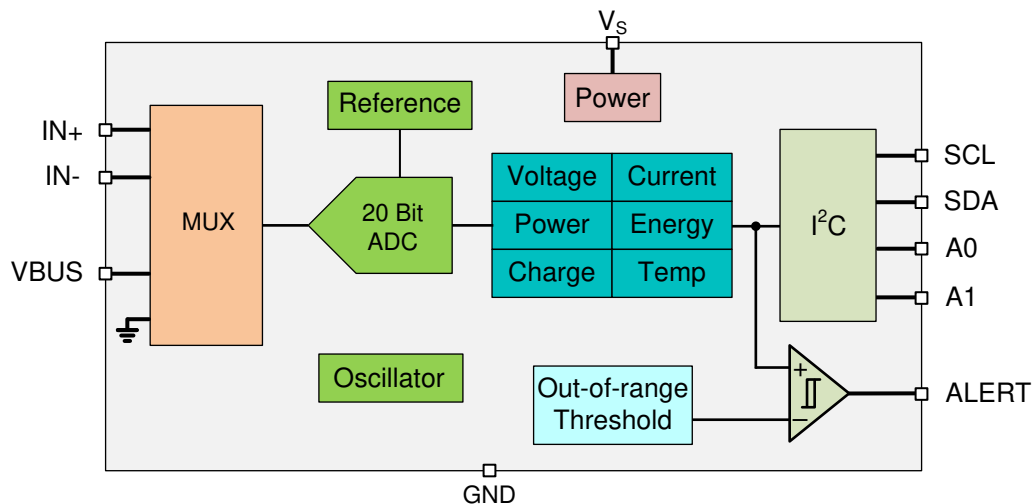 V_S
Power
Reference
IN+
IN-
VBUS
MUX
20 Bit
ADC
Voltage
Current
Power
Energy
Charge
Temp
I²C
SCL
SDA
A0
A1
Oscillator
Out-of-range
Threshold
+
−
ALERT
GND